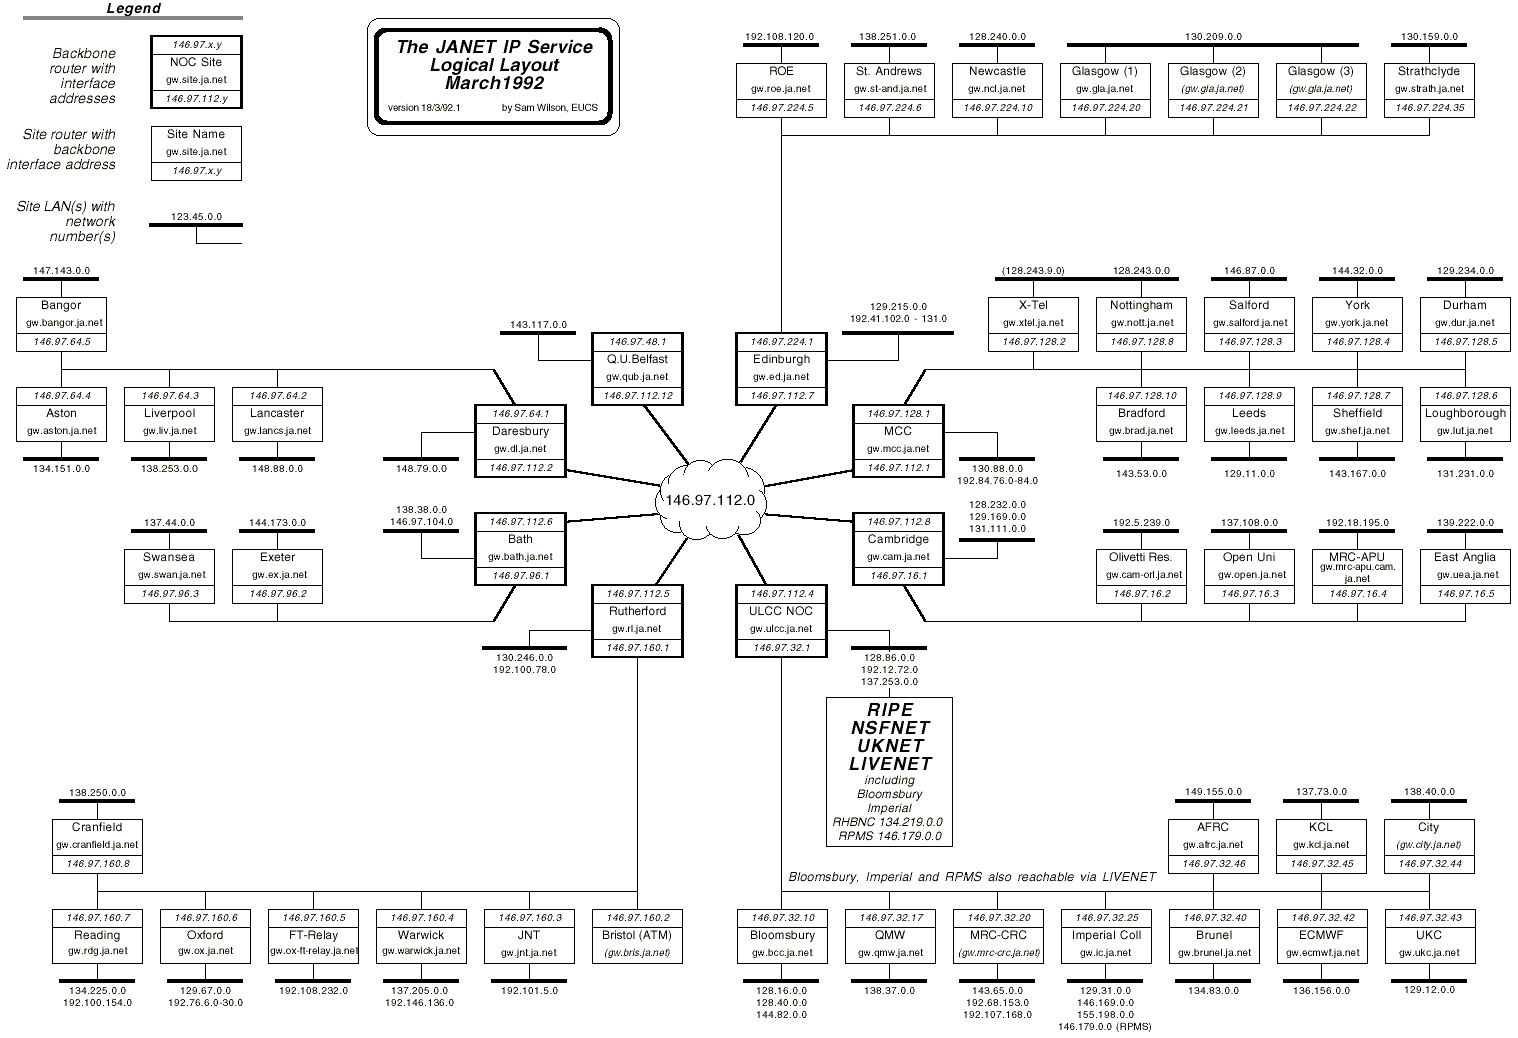 Legend
Backbone
router with
interface
addresses
146.97.x.y
NOC Site
gw.site.ja.net
146.97.112.y
Site router with
backbone
interface address
Site Name
gw.site.ja.net
146.97.x.y
Site LAN(s) with
network
number(s)
123.45.0.0
The JANET IP Service
Logical Layout
March1992
version 18/3/92.1 by Sam Wilson, EUCS
192.108.120.0
ROE
gw.roe.ja.net
146.97.224.5
138.251.0.0
St. Andrews
gw.st-and.ja.net
146.97.224.6
128.240.0.0
Newcastle
gw.ncl.ja.net
146.97.224.10
130.209.0.0
Glasgow (1)
gw.gla.ja.net
146.97.224.20
Glasgow (2)
(gw.gla.ja.net)
146.97.224.21
Glasgow (3)
(gw.gla.ja.net)
146.97.224.22
130.159.0.0
Strathclyde
gw.strath.ja.net
146.97.224.35
147.143.0.0
Bangor
gw.bangor.ja.net
146.97.64.5
146.97.64.4
Aston
gw.aston.ja.net
134.151.0.0
146.97.64.3
Liverpool
gw.liv.ja.net
138.253.0.0
146.97.64.2
Lancaster
gw.lancs.ja.net
148.88.0.0
143.117.0.0
146.97.48.1
Q.U.Belfast
gw.qub.ja.net
146.97.112.12
129.215.0.0
192.41.102.0 - 131.0
146.97.224.1
Edinburgh
gw.ed.ja.net
146.97.112.7
146.97.64.1
Daresbury
gw.dl.ja.net
146.97.112.2
148.79.0.0
146.97.128.1
MCC
gw.mcc.ja.net
146.97.112.1
130.88.0.0
192.84.76.0-84.0
146.97.112.0
(128.243.9.0)
X-Tel
gw.xtel.ja.net
146.97.128.2
128.243.0.0
Nottingham
gw.nott.ja.net
146.97.128.8
146.87.0.0
Salford
gw.salford.ja.net
146.97.128.3
144.32.0.0
York
gw.york.ja.net
146.97.128.4
129.234.0.0
Durham
gw.dur.ja.net
146.97.128.5
146.97.128.10
Bradford
gw.brad.ja.net
143.53.0.0
146.97.128.9
Leeds
gw.leeds.ja.net
129.11.0.0
146.97.128.7
Sheffield
gw.shef.ja.net
143.167.0.0
146.97.128.6
Loughborough
gw.lut.ja.net
131.231.0.0
137.44.0.0
Swansea
gw.swan.ja.net
146.97.96.3
144.173.0.0
Exeter
gw.ex.ja.net
146.97.96.2
138.38.0.0
146.97.104.0
146.97.112.6
Bath
gw.bath.ja.net
146.97.96.1
146.97.112.8
Cambridge
gw.cam.ja.net
146.97.16.1
128.232.0.0
129.169.0.0
131.111.0.0
192.5.239.0
Olivetti Res.
gw.cam-orl.ja.net
146.97.16.2
137.108.0.0
Open Uni
gw.open.ja.net
146.97.16.3
192.18.195.0
MRC-APU
gw.mrc-apu.cam.
ja.net
146.97.16.4
139.222.0.0
East Anglia
gw.uea.ja.net
146.97.16.5
146.97.112.5
Rutherford
gw.rl.ja.net
146.97.160.1
130.246.0.0
192.100.78.0
146.97.112.4
ULCC NOC
gw.ulcc.ja.net
146.97.32.1
128.86.0.0
192.12.72.0
137.253.0.0
RIPE
NSFNET
UKNET
LIVENET
including
Bloomsbury
Imperial
RHBNC 134.219.0.0
RPMS 146.179.0.0
138.250.0.0
Cranfield
gw.cranfield.ja.net
146.97.160.8
146.97.160.7
Reading
gw.rdg.ja.net
134.225.0.0
192.100.154.0
146.97.160.6
Oxford
gw.ox.ja.net
129.67.0.0
192.76.6.0-30.0
146.97.160.5
FT-Relay
gw.ox-ft-relay.ja.net
192.108.232.0
146.97.160.4
Warwick
gw.warwick.ja.net
137.205.0.0
192.146.136.0
146.97.160.3
JNT
gw.jnt.ja.net
192.101.5.0
146.97.160.2
Bristol (ATM)
(gw.bris.ja.net)
Bloomsbury, Imperial and RPMS also reachable via LIVENET
149.155.0.0
AFRC
gw.afrc.ja.net
146.97.32.46
137.73.0.0
KCL
gw.kcl.ja.net
146.97.32.45
138.40.0.0
City
(gw.city.ja.net)
146.97.32.44
146.97.32.10
Bloomsbury
gw.bcc.ja.net
128.16.0.0
128.40.0.0
144.82.0.0
146.97.32.17
QMW
gw.qmw.ja.net
138.37.0.0
146.97.32.20
MRC-CRC
(gw.mrc-crc.ja.net)
143.65.0.0
192.68.153.0
192.107.168.0
146.97.32.25
Imperial Coll
gw.ic.ja.net
129.31.0.0
146.169.0.0
155.198.0.0
146.179.0.0 (RPMS)
146.97.32.40
Brunel
gw.brunel.ja.net
134.83.0.0
146.97.32.42
ECMWF
gw.ecmwf.ja.net
136.156.0.0
146.97.32.43
UKC
gw.ukc.ja.net
129.12.0.0